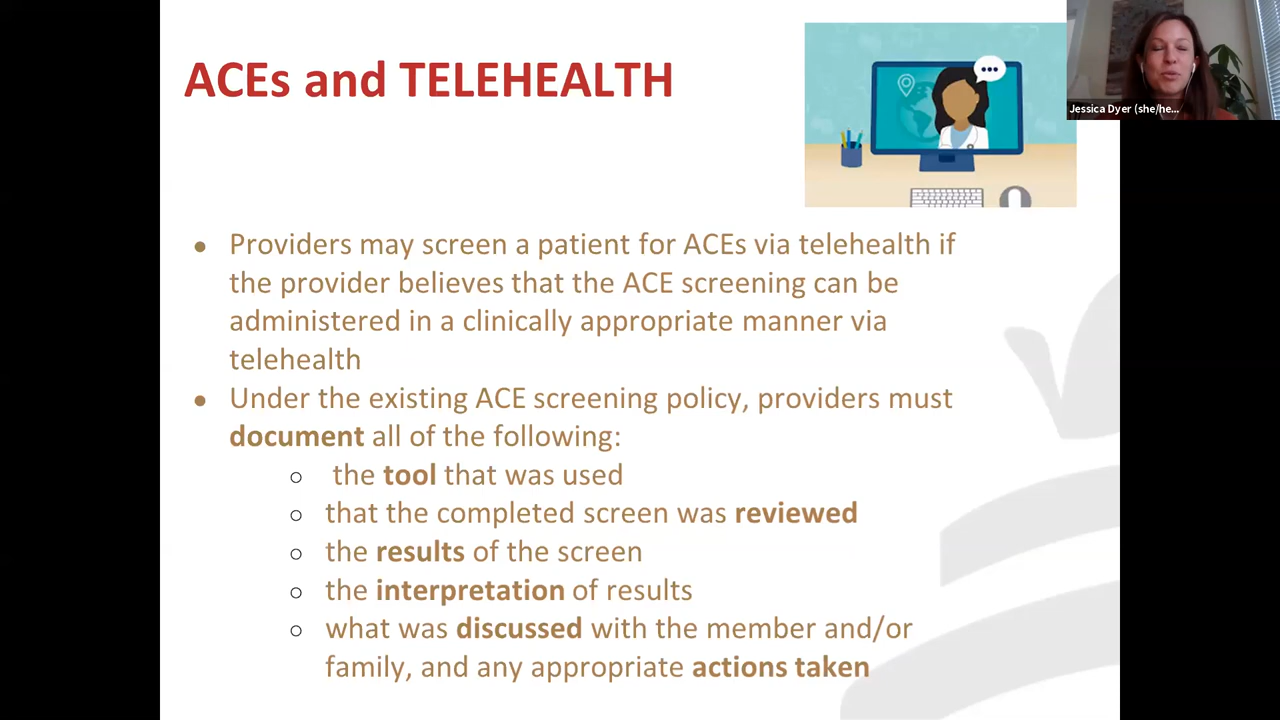 ACEs and TELEHEALTH
Jessica Dyer (she/he...
● Providers may screen a patient for ACEs via telehealth if
the provider believes that the ACE screening can be
administered in a clinically appropriate manner via
telehealth
● Under the existing ACE screening policy, providers must
document all of the following:
○ the tool that was used
○ that the completed screen was reviewed
○ the results of the screen
○ the interpretation of results
○ what was discussed with the member and/or
family, and any appropriate actions taken